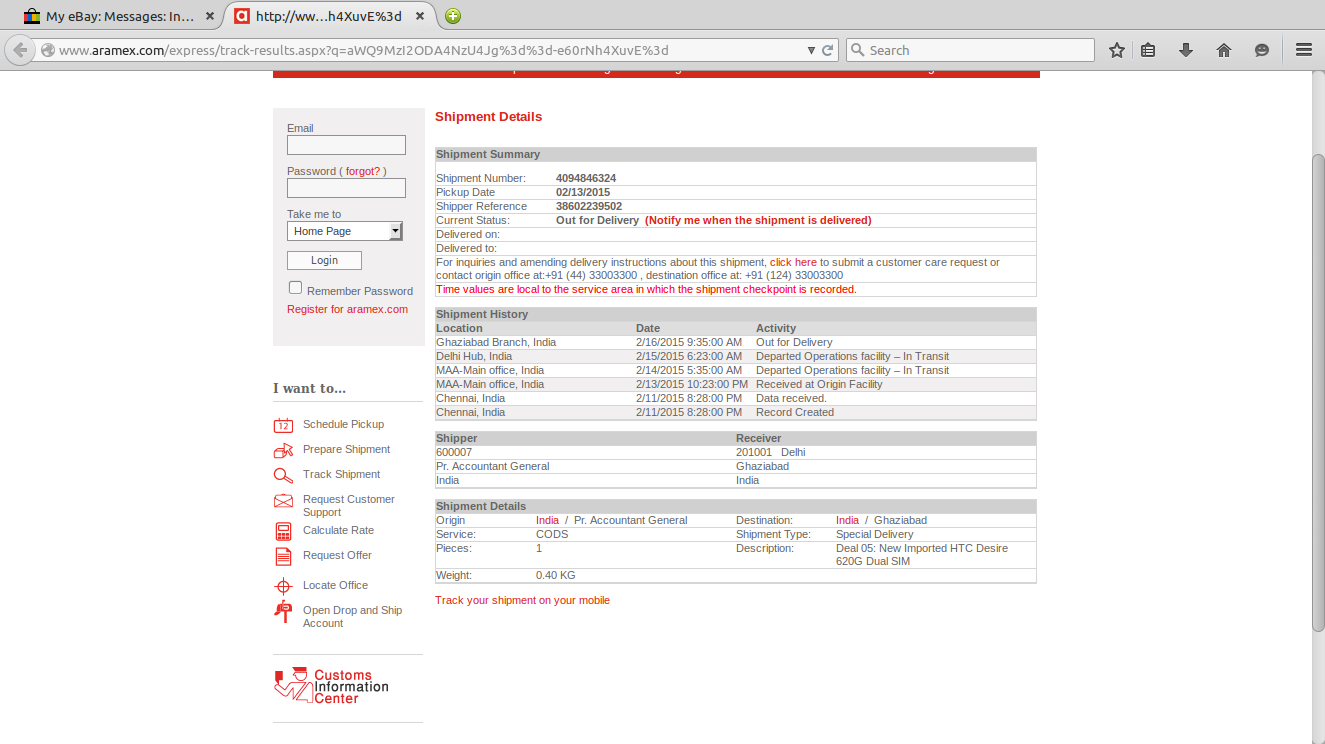 My eBay: Messages: In...
http://ww...h4XuvE%3d
www.aramex.com/express/track-results.aspx?q=aWQ9MzI2ODA4NzU4Jg%3d%3d-e60rNh4XuvE%3d
Search
Email
Password ( forgot? )
Take me to
Home Page
Login
Remember Password
Register for aramex.com
I want to...
12
Schedule Pickup
Prepare Shipment
Track Shipment
Request Customer
Support
Calculate Rate
Request Offer
Locate Office
Open Drop and Ship
Account
Customs
Information
Center
Shipment Details
Shipment Summary
Shipment Number: 4094846324
Pickup Date 02/13/2015
Shipper Reference 38602239502
Current Status: Out for Delivery (Notify me when the shipment is delivered)
Delivered on:
Delivered to:
For inquiries and amending delivery instructions about this shipment, click here to submit a customer care request or
contact origin office at:+91 (44) 33003300 , destination office at: +91 (124) 33003300
Time values are local to the service area in which the shipment checkpoint is recorded.
Shipment History
Location Date Activity
Ghaziabad Branch, India 2/16/2015 9:35:00 AM Out for Delivery
Delhi Hub, India 2/15/2015 6:23:00 AM Departed Operations facility – In Transit
MAA-Main office, India 2/14/2015 5:35:00 AM Departed Operations facility – In Transit
MAA-Main office, India 2/13/2015 10:23:00 PM Received at Origin Facility
Chennai, India 2/11/2015 8:28:00 PM Data received.
Chennai, India 2/11/2015 8:28:00 PM Record Created
Shipper Receiver
600007 201001 Delhi
Pr. Accountant General Ghaziabad
India India
Shipment Details
Origin India / Pr. Accountant General Destination: India / Ghaziabad
Service: CODS Shipment Type: Special Delivery
Pieces: 1 Description: Deal 05: New Imported HTC Desire
620G Dual SIM
Weight: 0.40 KG
Track your shipment on your mobile